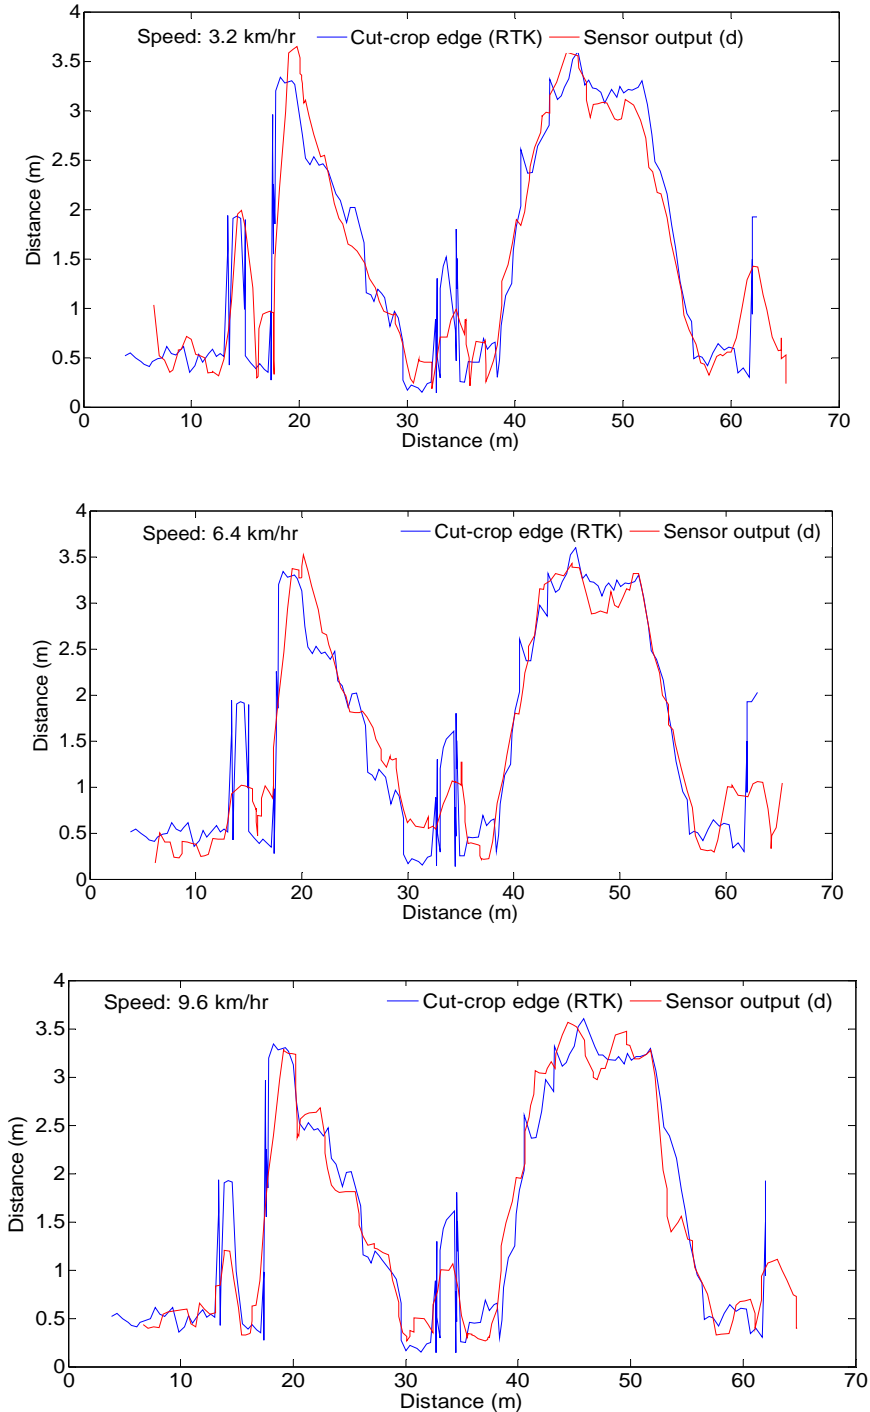 Speed: 3.2 km/hr Cut-crop edge (RTK) Sensor output (d)
4
3.5
3
2.5
2
1.5
1
0.5
0
Distance (m)
0 10 20 30 40 50 60 70
Distance (m)
Speed: 6.4 km/hr Cut-crop edge (RTK) Sensor output (d)
4
3.5
3
2.5
2
1.5
1
0.5
0
Distance (m)
0 10 20 30 40 50 60 70
Distance (m)
Speed: 9.6 km/hr Cut-crop edge (RTK) Sensor output (d)
4
3.5
3
2.5
2
1.5
1
0.5
0
Distance (m)
0 10 20 30 40 50 60 70
Distance (m)